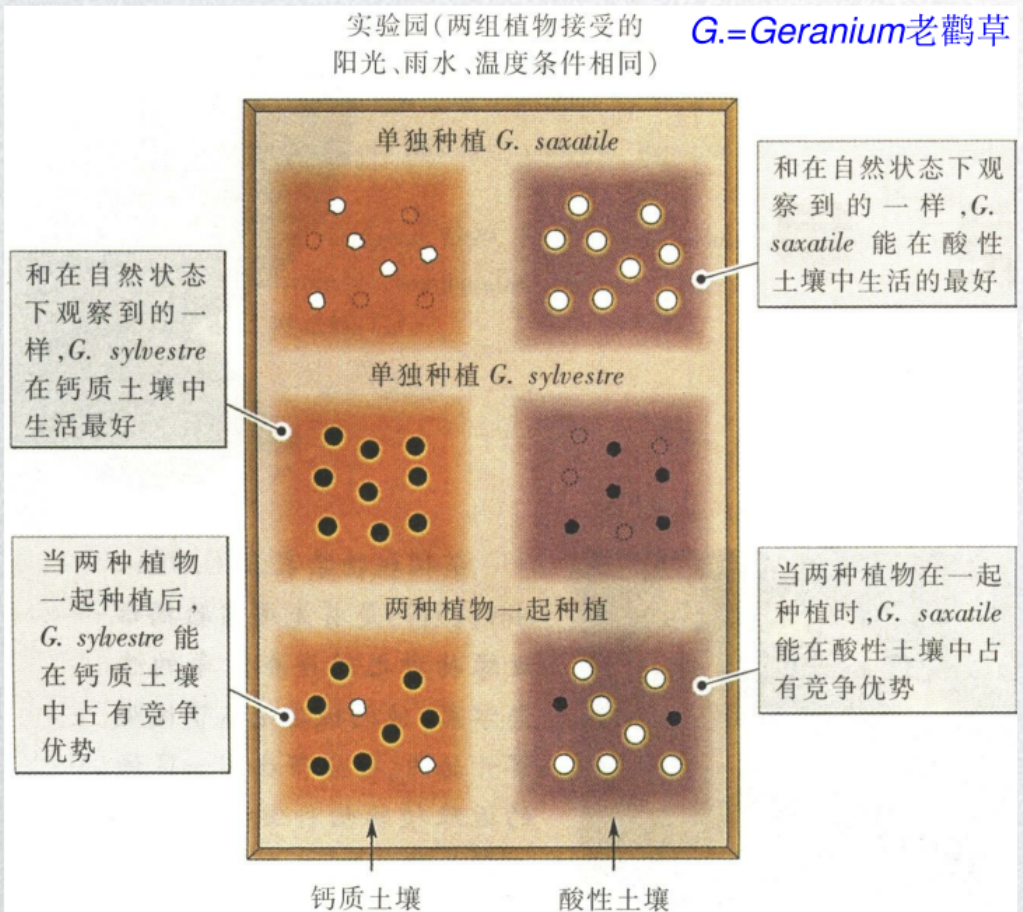 实验园(两组植物接受的
阳光、雨水、温度条件相同)
G.=Geranium老鹳草
单独种植 G. saxatile
和在自然状态下观
察到的一样,G.
saxatile 能在酸性
土壤中生活的最好
和在自然状态
下观察到的一
样,G. sylvestre
在钙质土壤中
生活最好
单独种植 G. sylvestre
当两种植物
一起种植后,
G. sylvestre 能
在钙质土壤
中占有竞争
优势
两种植物一起种植
当两种植物在一起
种植时,G. saxatile
能在酸性土壤中占
有竞争优势
钙质土壤
酸性土壤